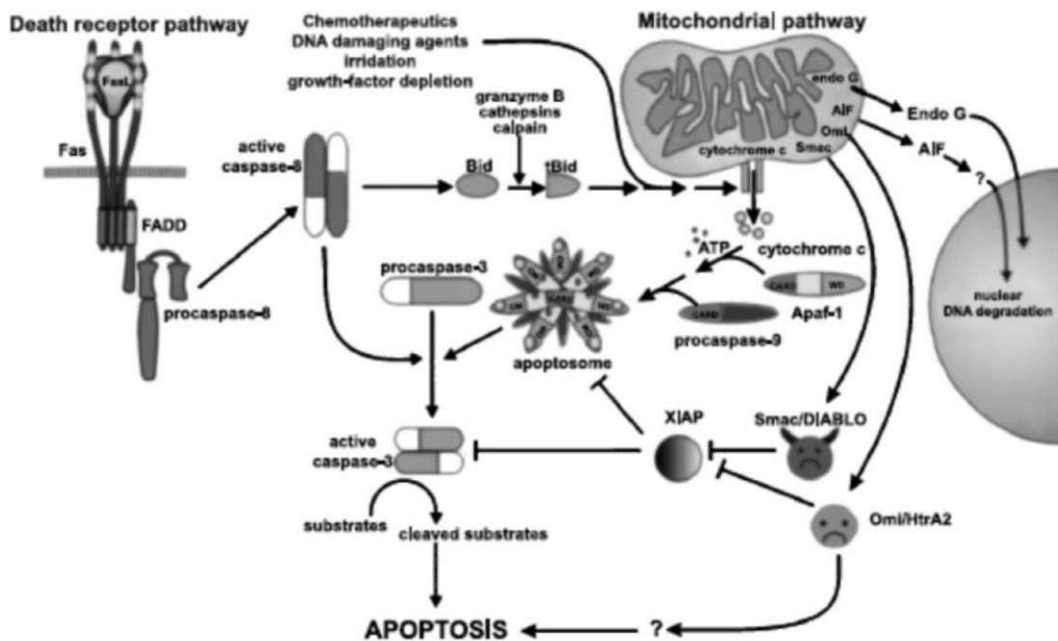 Death receptor pathway
FasL
Fas
FADD
procaspase-8
active
caspase-8
Chemotherapeutics
DNA damaging agents
irridation
growth-factor depletion
granzyme B
cathepsins
calpain
Bid
tBid
Mitochondrial pathway
endo G
AIF
Omi
Smac
cytochrome c
Endo G
AIF
?
nuclear
DNA degradation
ATP
cytochrome c
CARD
WD
Apaf-1
CARD
procaspase-9
procaspase-3
apoptosome
XIAP
Smac/DIABLO
Omi/HtrA2
active
caspase-3
substrates
cleaved substrates
APOPTOSIS
?